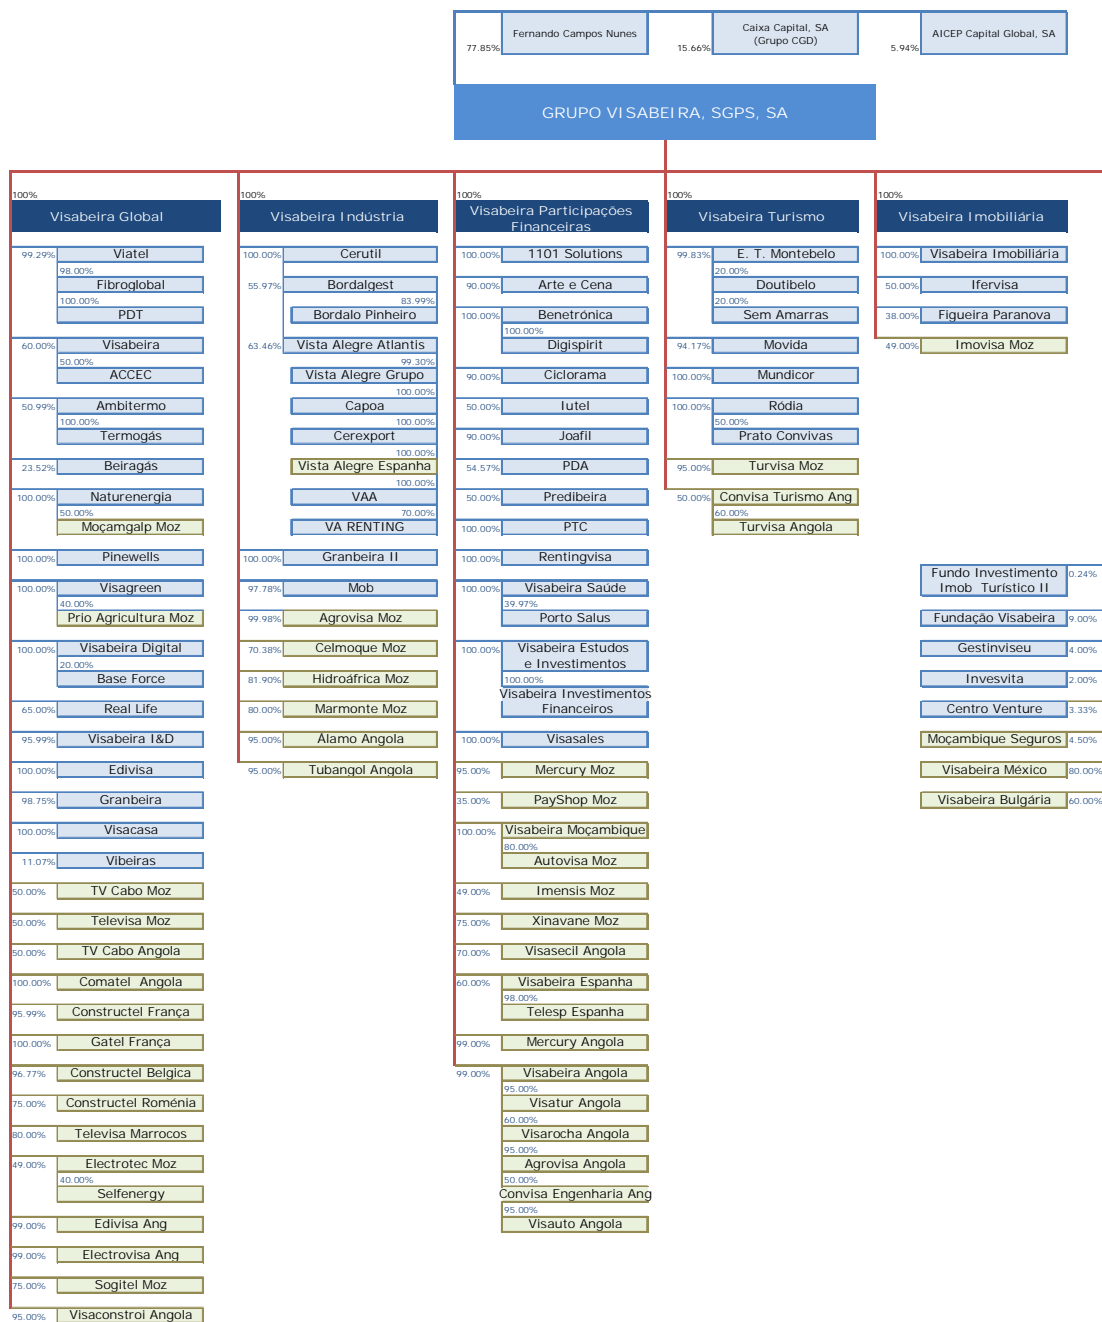 Fernando Campos Nunes
77.85%
Caixa Capital, SA
(Grupo CGD)
15.66%
AICEP Capital Global, SA
5.94%
GRUPO VISABEIRA, SGPS, SA
100%
Visabeira Global
99.29%
Viatel
98.00%
Fibroglobal
100.00%
PDT
60.00%
Visabeira
50.00%
ACCEC
50.99%
Ambitermo
100.00%
Termogás
23.52%
Beiragás
100.00%
Naturenergia
50.00%
Moçamgalp Moz
100.00%
Pinewells
100.00%
Visagreen
40.00%
Prio Agricultura Moz
100.00%
Visabeira Digital
20.00%
Base Force
65.00%
Real Life
95.99%
Visabeira I&D
100.00%
Edivisa
98.75%
Granbeira
100.00%
Visacasa
11.07%
Vibeiras
50.00%
TV Cabo Moz
50.00%
Televisa Moz
50.00%
TV Cabo Angola
100.00%
Comatel Angola
95.99%
Constructel França
100.00%
Gatel França
96.77%
Constructel Belgica
75.00%
Constructel Roménia
80.00%
Televisa Marrocos
49.00%
Electrotec Moz
40.00%
Selfenergy
99.00%
Edivisa Ang
99.00%
Electrovisa Ang
75.00%
Sogitel Moz
95.00%
Visaconstroi Angola
100%
Visabeira Indústria
100.00%
Cerutil
55.97%
Bordalgest
83.99%
Bordalo Pinheiro
63.46%
Vista Alegre Atlantis
99.30%
Vista Alegre Grupo
100.00%
Capoa
100.00%
Cerexport
100.00%
Vista Alegre Espanha
100.00%
VAA
70.00%
VA RENTING
100.00%
Granbeira II
97.78%
Mob
99.98%
Agrovisa Moz
70.38%
Celmoque Moz
81.90%
Hidroáfrica Moz
80.00%
Marmonte Moz
95.00%
Álamo Angola
95.00%
Tubangol Angola
100%
Visabeira Participações
Financeiras
100.00%
1101 Solutions
90.00%
Arte e Cena
100.00%
Benetrónica
100.00%
Digispirit
90.00%
Ciclorama
50.00%
Iutel
90.00%
Joafil
54.57%
PDA
50.00%
Predibeira
100.00%
PTC
100.00%
Rentingvisa
100.00%
Visabeira Saúde
39.97%
Porto Salus
100.00%
Visabeira Estudos
e Investimentos
100.00%
Visabeira Investimentos
Financeiros
100.00%
Visasales
95.00%
Mercury Moz
35.00%
PayShop Moz
100.00%
Visabeira Moçambique
80.00%
Autovisa Moz
49.00%
Imensis Moz
75.00%
Xinavane Moz
70.00%
Visasecil Angola
60.00%
Visabeira Espanha
98.00%
Telesp Espanha
99.00%
Mercury Angola
99.00%
Visabeira Angola
95.00%
Visatur Angola
60.00%
Visarocha Angola
95.00%
Agrovisa Angola
50.00%
Convisa Engenharia Ang
95.00%
Visauto Angola
100%
Visabeira Turismo
99.83%
E. T. Montebelo
20.00%
Doutibelo
20.00%
Sem Amarras
94.17%
Movida
100.00%
Mundicor
100.00%
Ródia
50.00%
Prato Convivas
95.00%
Turvisa Moz
50.00%
Convisa Turismo Ang
60.00%
Turvisa Angola
100%
Visabeira Imobiliária
100.00%
Visabeira Imobiliária
50.00%
Ifervisa
38.00%
Figueira Paranova
49.00%
Imovisa Moz
Fundo Investimento
Imob Turístico II
0.24%
Fundação Visabeira
9.00%
Gestinviseu
4.00%
Invesvita
2.00%
Centro Venture
3.33%
Moçambique Seguros
4.50%
Visabeira México
80.00%
Visabeira Bulgária
60.00%